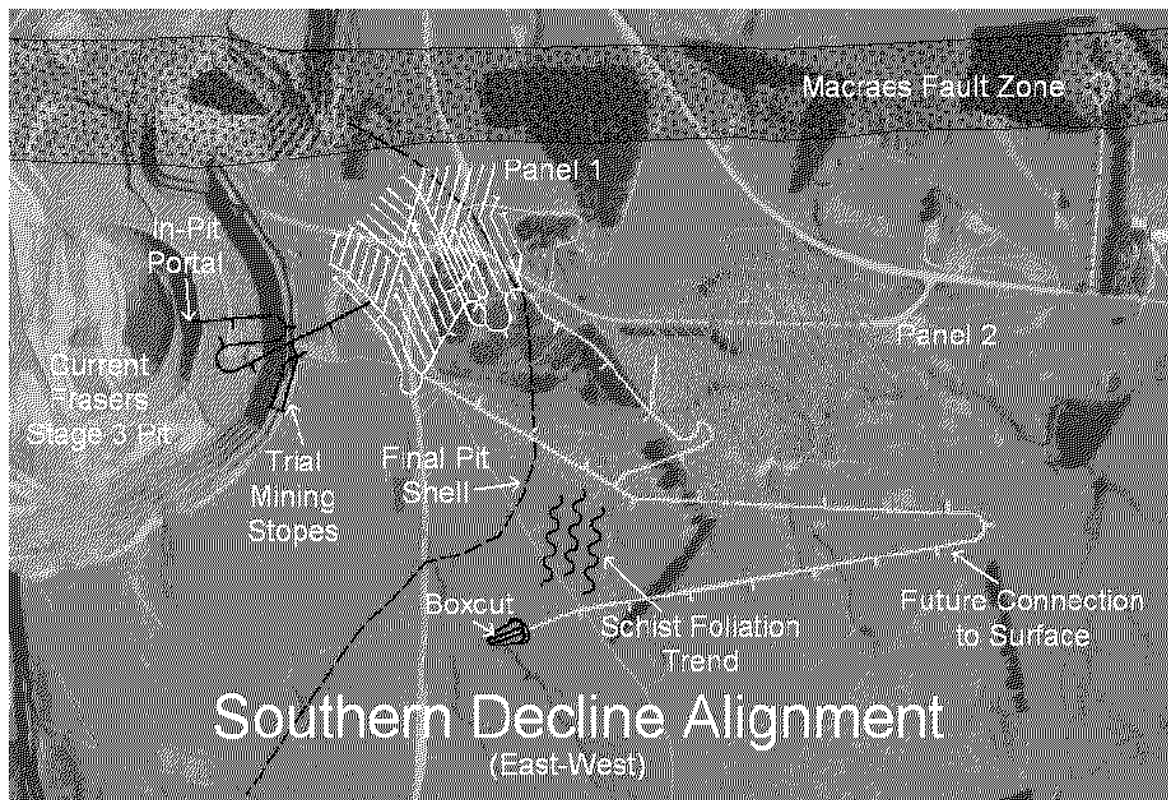 Macraes Fault Zone
Panel 1
In-Pit
Portal
Panel 2
Current
Frasers
Stage 3 Pit
Trial
Mining
Stopes
Final Pit
Shell
Boxcut
Schist Foliation
Trend
Future Connection
to Surface
Southern Decline Alignment
(East-West)